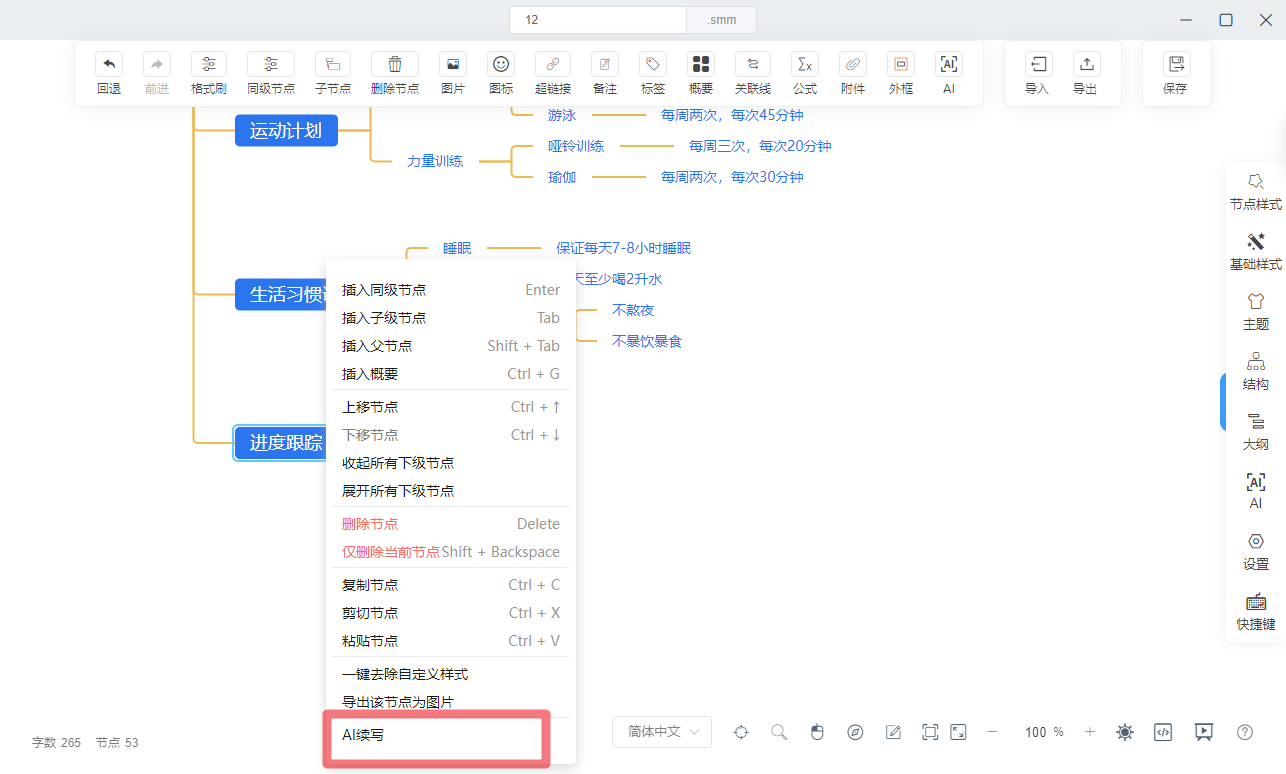 12 .smm
回退 前进 格式刷 同级节点 子节点 删除节点 图片 图标 超链接 备注 标签 概要 关联线 公式 附件 外框 AI 导入 导出 保存
游泳 每周两次，每次45分钟
运动计划
哑铃训练 每周三次，每次20分钟
力量训练
瑜伽 每周两次，每次30分钟
睡眠 保证每天7-8小时睡眠
天至少喝2升水
生活习惯
不熬夜
不暴饮暴食
进度跟踪
插入同级节点 Enter
插入子级节点 Tab
插入父节点 Shift + Tab
插入概要 Ctrl + G
上移节点 Ctrl + ↑
下移节点 Ctrl + ↓
收起所有下级节点
展开所有下级节点
删除节点 Delete
仅删除当前节点 Shift + Backspace
复制节点 Ctrl + C
剪切节点 Ctrl + X
粘贴节点 Ctrl + V
一键去除自定义样式
导出该节点为图片
AI续写
节点样式
基础样式
主题
结构
大纲
AI
AI
设置
快捷键
字数 265 节点 53
简体中文 100 %